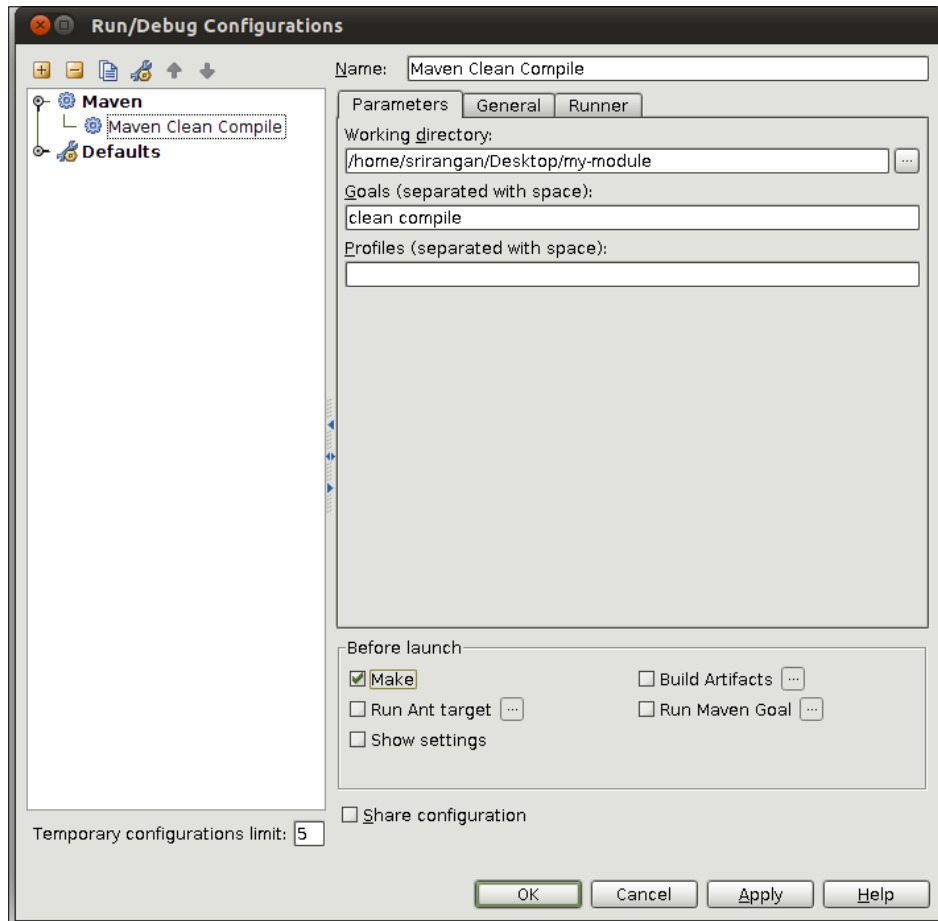 Run/Debug Configurations
Name: Maven Clean Compile
Maven
Maven Clean Compile
Defaults
Parameters General Runner
Working directory:
/home/srirangan/Desktop/my-module ...
Goals (separated with space):
clean compile
Profiles (separated with space):
Before launch
Make
Build Artifacts ...
Run Ant target ...
Run Maven Goal ...
Show settings
Share configuration
Temporary configurations limit: 5
OK Cancel Apply Help